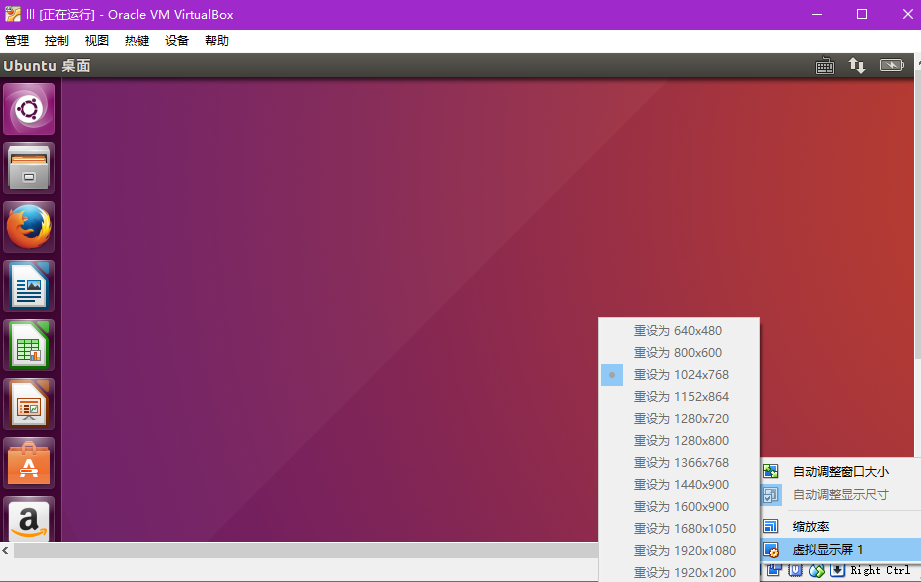 lll [正在运行] - Oracle VM VirtualBox
管理 控制 视图 热键 设备 帮助
Ubuntu 桌面
重设为 640x480
重设为 800x600
重设为 1024x768
重设为 1152x864
重设为 1280x720
重设为 1280x800
重设为 1366x768
重设为 1440x900
重设为 1600x900
重设为 1680x1050
重设为 1920x1080
重设为 1920x1200
自动调整窗口大小
自动调整显示尺寸
缩放率
虚拟显示屏 1
Right Ctrl